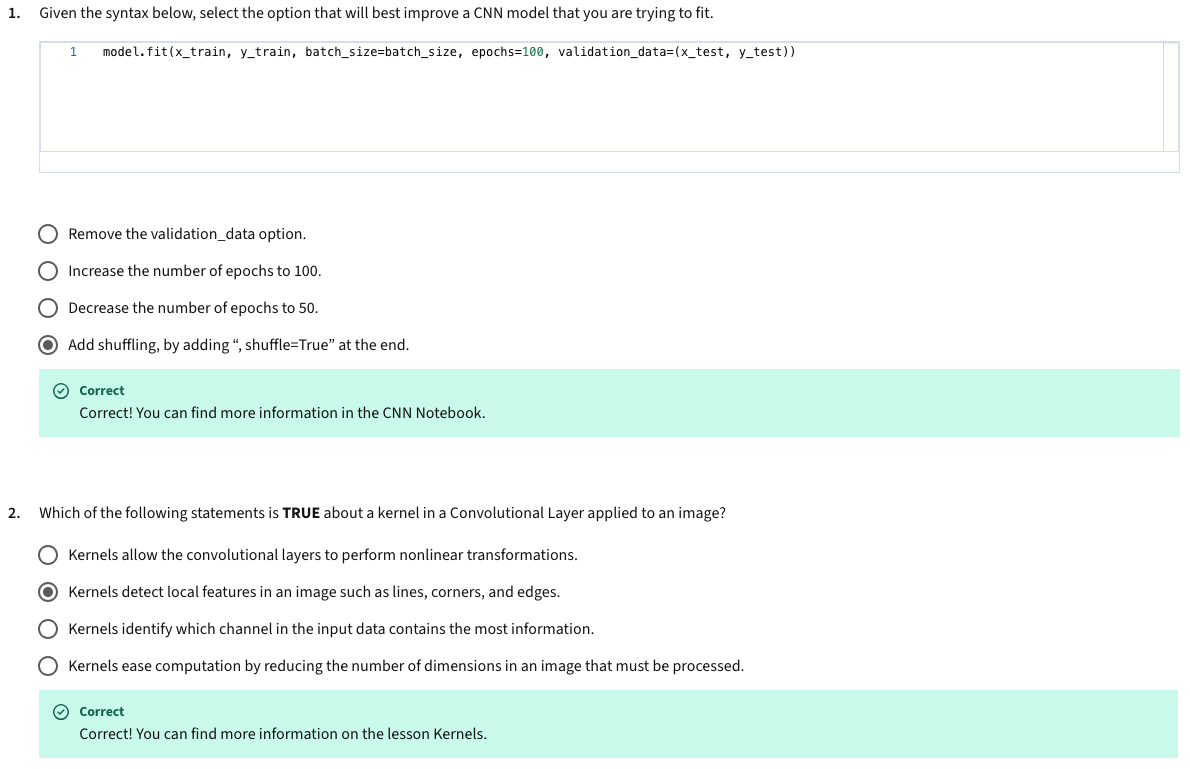 1. Given the syntax below, select the option that will best improve a CNN model that you are trying to fit.
1 model.fit(x_train, y_train, batch_size=batch_size, epochs=100, validation_data=(x_test, y_test))
Remove the validation_data option.
Increase the number of epochs to 100.
Decrease the number of epochs to 50.
Add shuffling, by adding “, shuffle=True” at the end.
Correct
Correct! You can find more information in the CNN Notebook.
2. Which of the following statements is TRUE about a kernel in a Convolutional Layer applied to an image?
Kernels allow the convolutional layers to perform nonlinear transformations.
Kernels detect local features in an image such as lines, corners, and edges.
Kernels identify which channel in the input data contains the most information.
Kernels ease computation by reducing the number of dimensions in an image that must be processed.
Correct
Correct! You can find more information on the lesson Kernels.